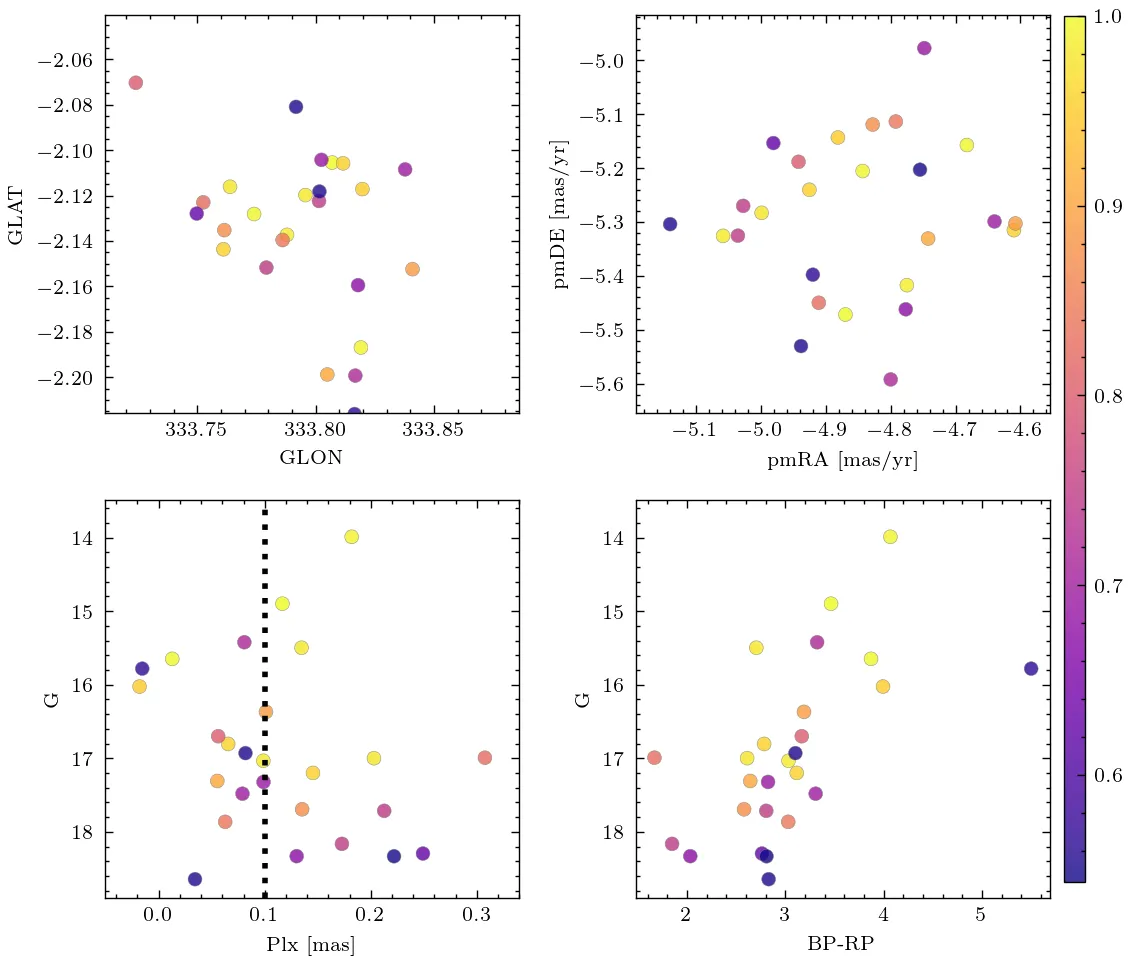 −2.06
−2.08
−2.10
−2.12
−2.14
−2.16
−2.18
−2.20
GLAT
333.75 333.80 333.85
GLON
−5.0
−5.1
−5.2
−5.3
−5.4
−5.5
−5.6
pmDE [mas/yr]
−5.1 −5.0 −4.9 −4.8 −4.7 −4.6
pmRA [mas/yr]
1.0
0.9
0.8
0.7
0.6
14
15
16
17
18
G
0.0 0.1 0.2 0.3
Plx [mas]
14
15
16
17
18
G
2 3 4 5
BP-RP